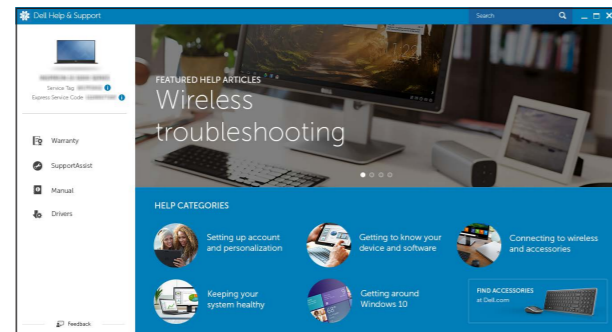 Dell Help & Support
Search
Service Tag:
Express Service Code:
Warranty
SupportAssist
Manual
Drivers
Feedback
FEATURED HELP ARTICLES
Wireless
troubleshooting
HELP CATEGORIES
Setting up account
and personalization
Getting to know your
device and software
Connecting to wireless
and accessories
Keeping your
system healthy
Getting around
Windows 10
FIND ACCESSORIES
at Dell.com